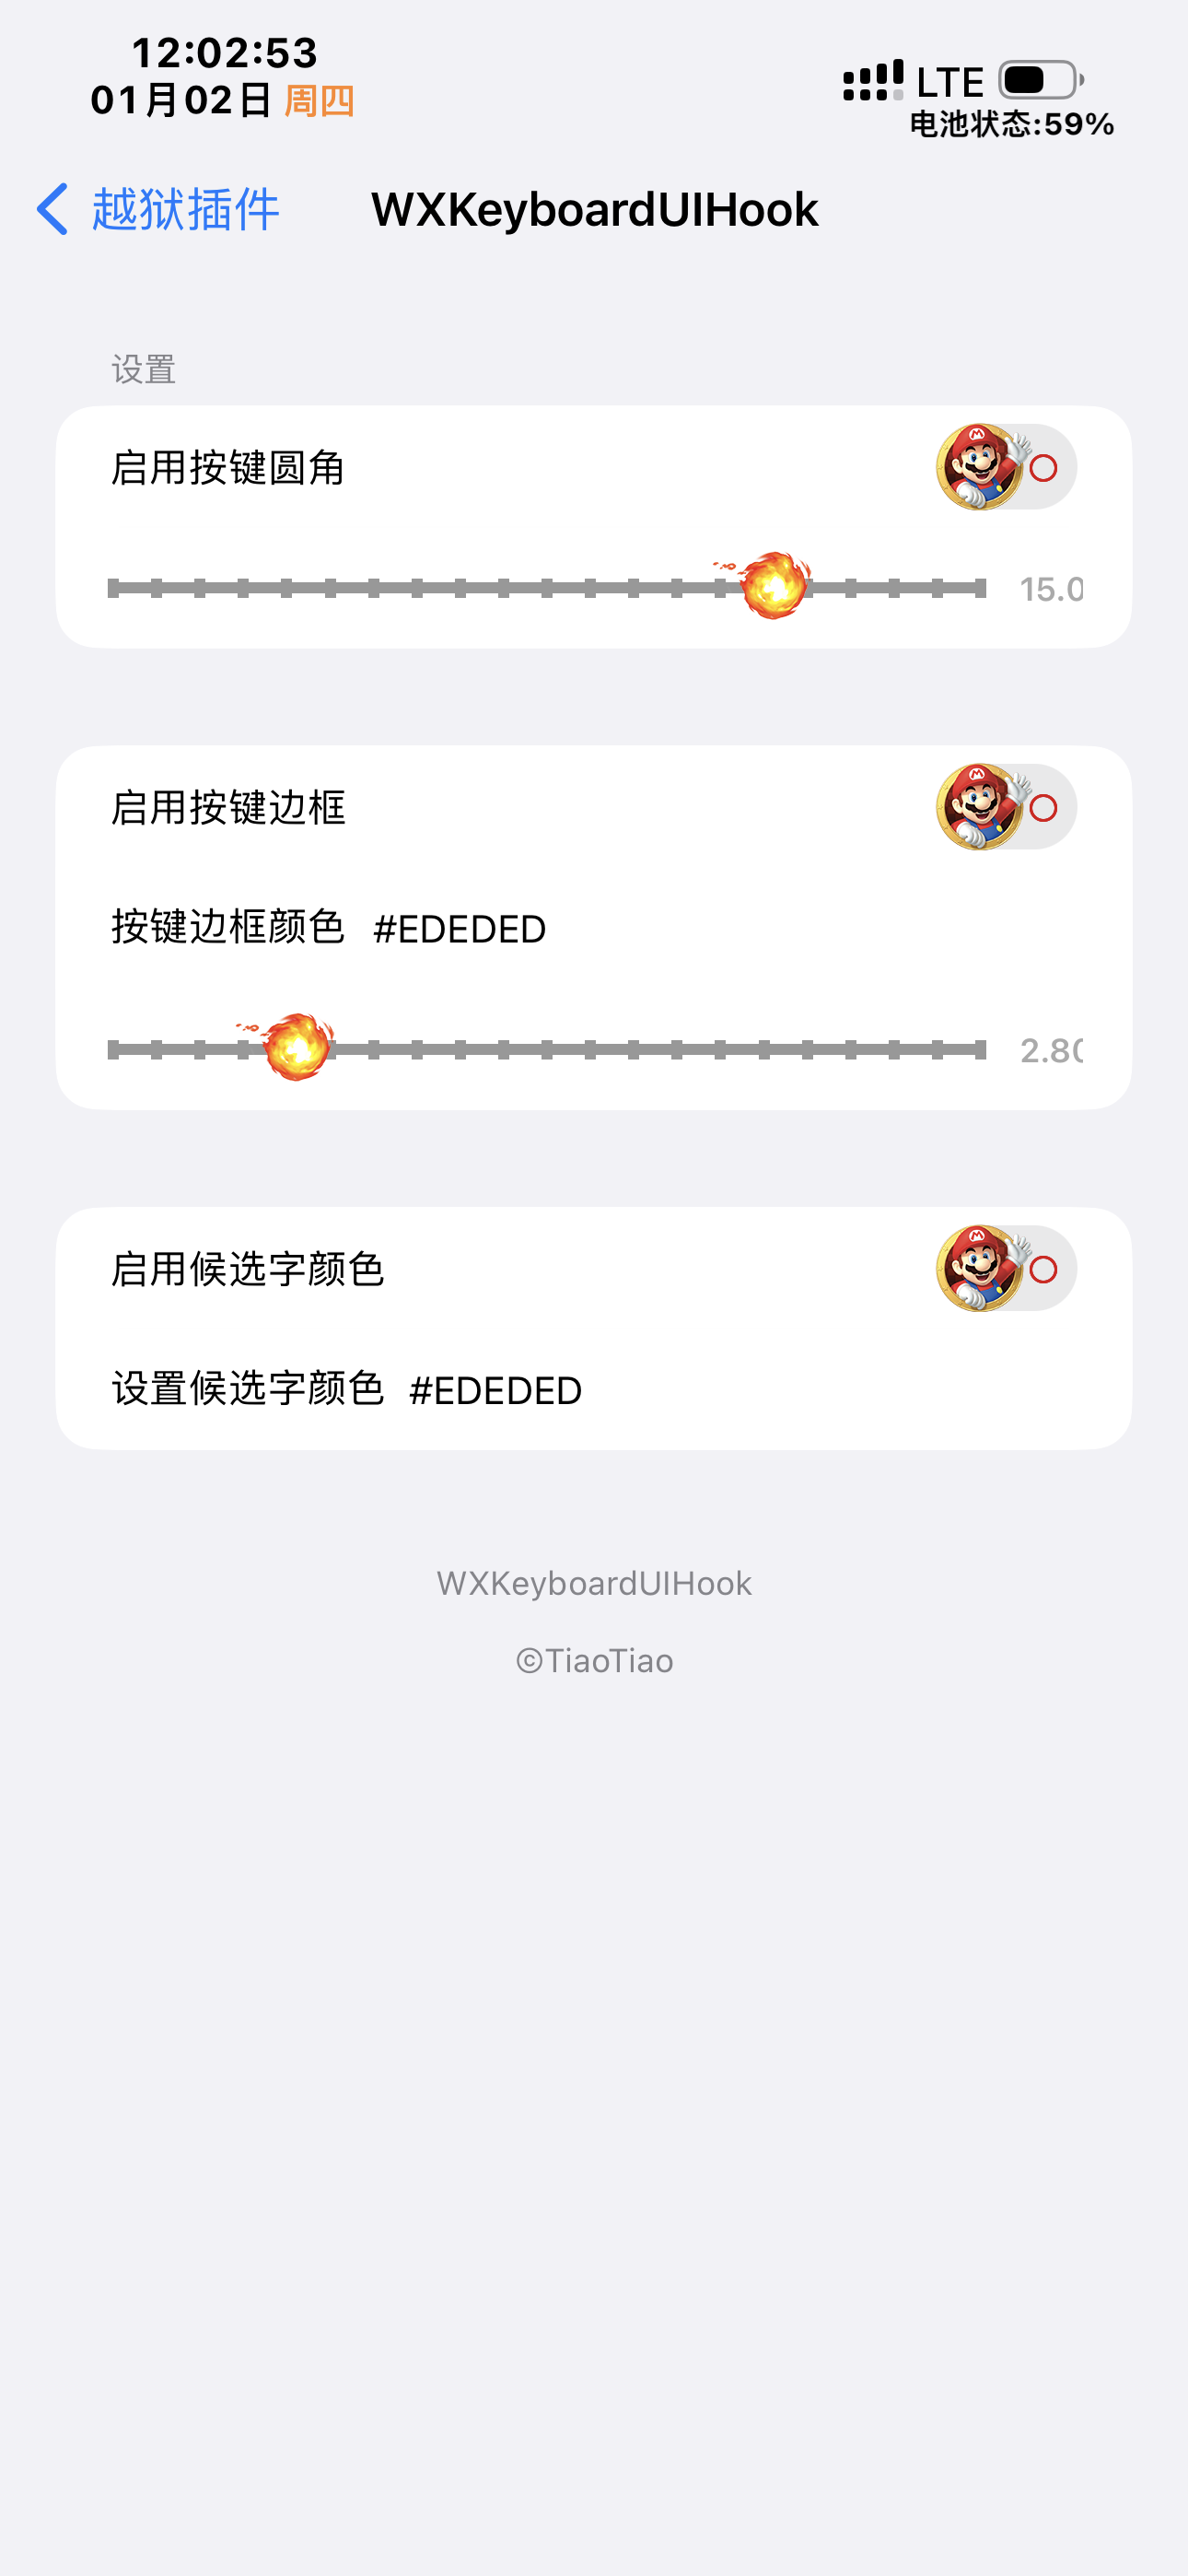 12:02:53
01月02日 周四
LTE
电池状态:59%
越狱插件
WXKeyboardUIHook
设置
启用按键圆角
15.0
启用按键边框
按键边框颜色 #EDEDED
2.80
启用候选字颜色
设置候选字颜色 #EDEDED
WXKeyboardUIHook
©TiaoTiao